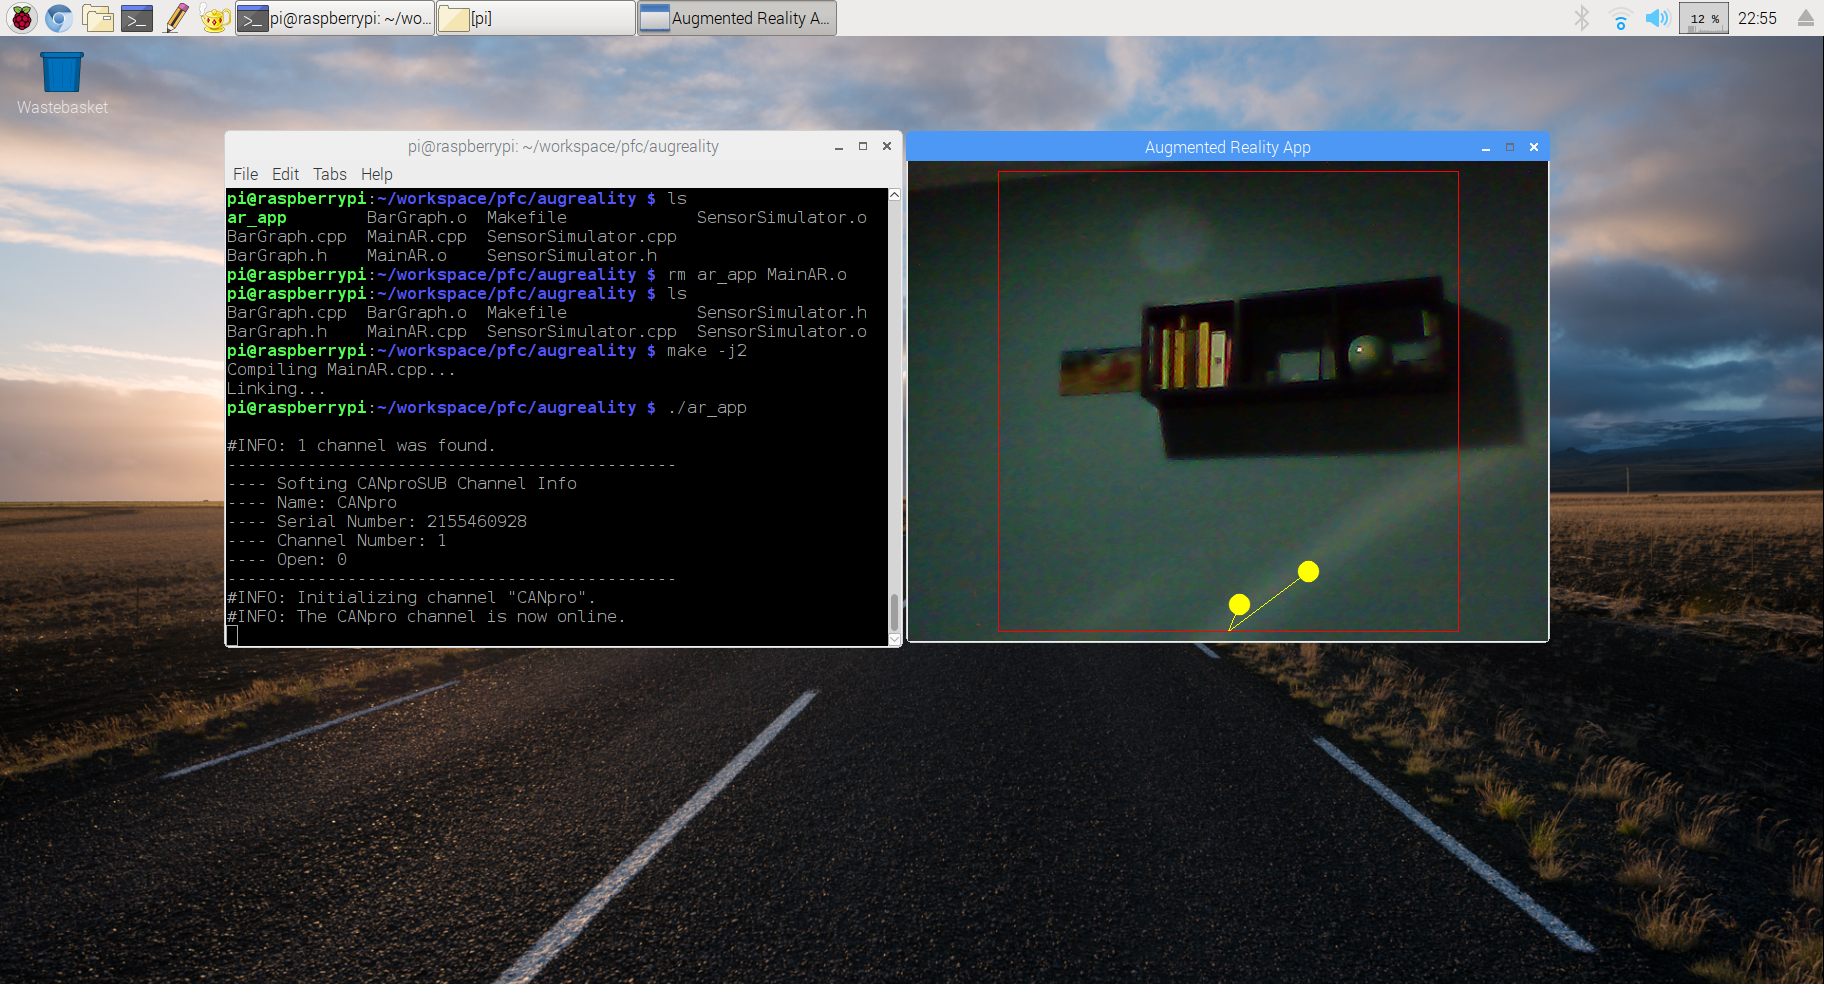 pi@raspberrypi: ~/wo...
[pi]
Augmented Reality A...
12 %
22:55
Wastebasket
pi@raspberrypi: ~/workspace/pfc/augreality
File Edit Tabs Help
pi@raspberrypi:~/workspace/pfc/augreality $ ls
ar_app BarGraph.o Makefile SensorSimulator.o
BarGraph.cpp MainAR.cpp SensorSimulator.cpp
BarGraph.h MainAR.o SensorSimulator.h
pi@raspberrypi:~/workspace/pfc/augreality $ rm ar_app MainAR.o
pi@raspberrypi:~/workspace/pfc/augreality $ ls
BarGraph.cpp BarGraph.o Makefile SensorSimulator.h
BarGraph.h MainAR.cpp SensorSimulator.cpp SensorSimulator.o
pi@raspberrypi:~/workspace/pfc/augreality $ make -j2
Compiling MainAR.cpp...
Linking...
pi@raspberrypi:~/workspace/pfc/augreality $ ./ar_app
#INFO: 1 channel was found.
---------------------------------------------
---- Softing CANproSUB Channel Info
---- Name: CANpro
---- Serial Number: 2155460928
---- Channel Number: 1
---- Open: 0
---------------------------------------------
#INFO: Initializing channel "CANpro".
#INFO: The CANpro channel is now online.
Augmented Reality App